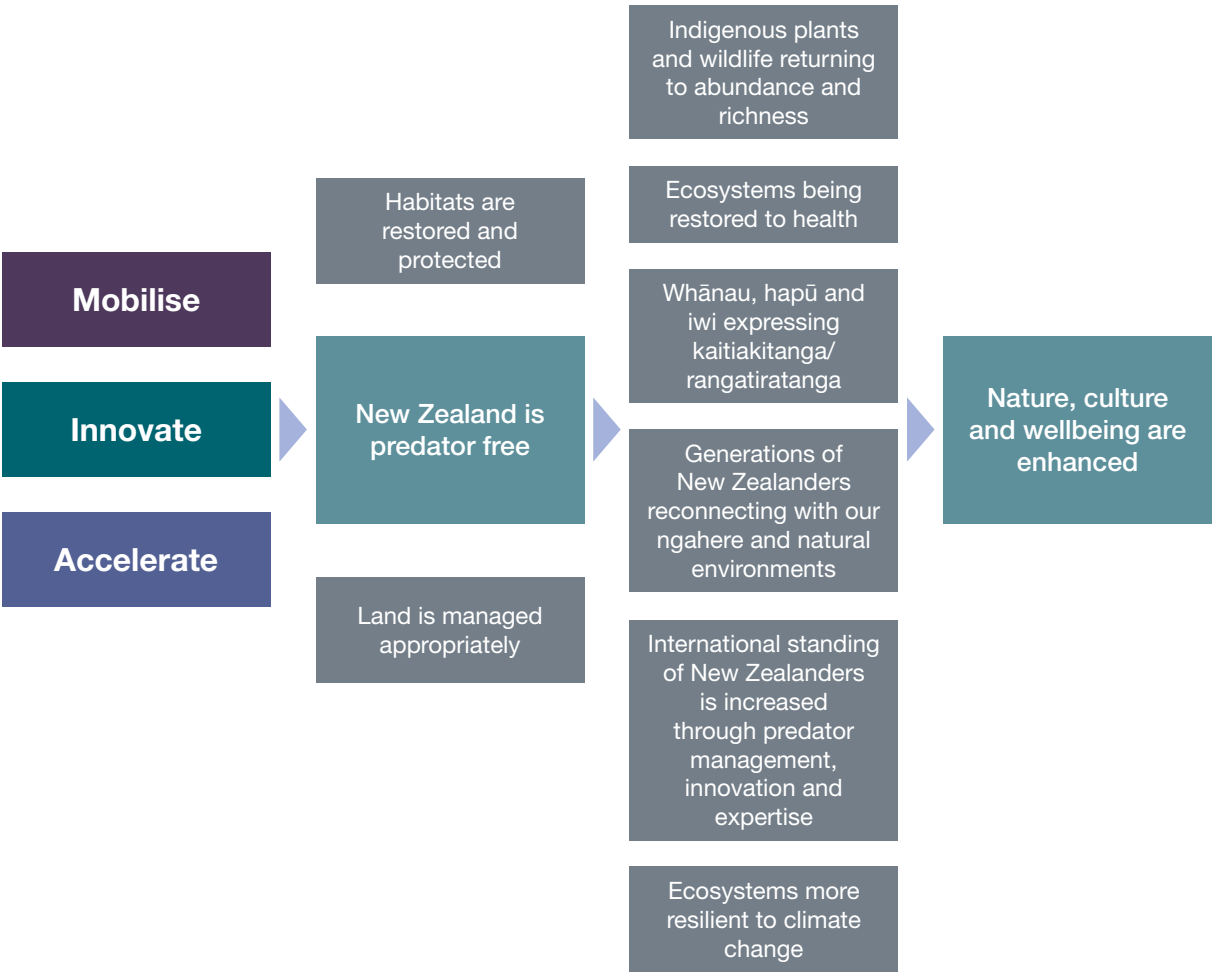 Mobilise
Innovate
Accelerate
Habitats are
restored and
protected
New Zealand is
predator free
Land is managed
appropriately
Indigenous plants
and wildlife returning
to abundance and
richness
Ecosystems being
restored to health
Whānau, hapū and
iwi expressing
kaitiakitanga/
rangatiratanga
Generations of
New Zealanders
reconnecting with our
ngahere and natural
environments
International standing
of New Zealanders
is increased
through predator
management,
innovation and
expertise
Ecosystems more
resilient to climate
change
Nature, culture
and wellbeing are
enhanced